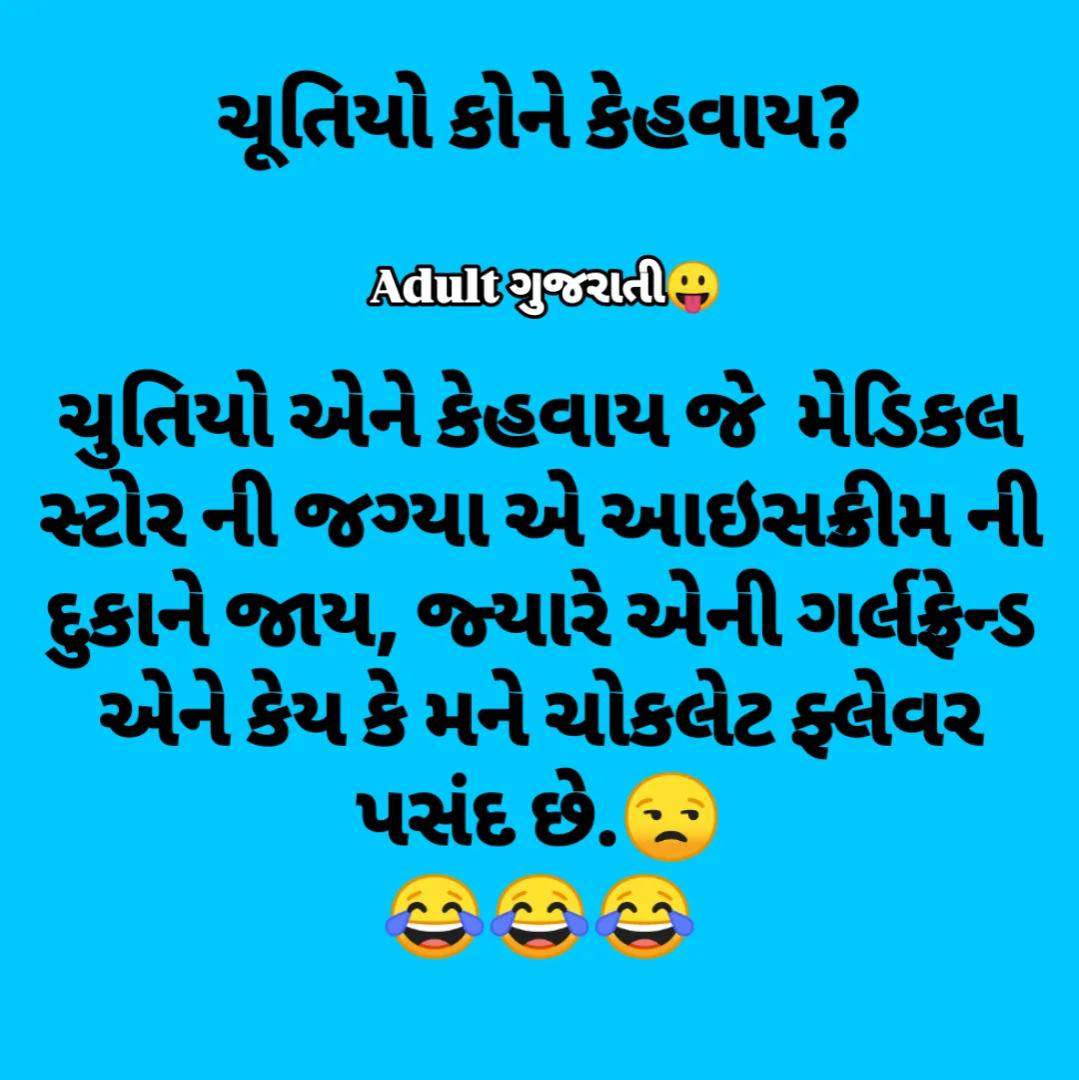 ચૂતિયો કોને કેહવાય?
Adult ગુજરાતી😛
ચુતિયો એને કેહવાય જે મેડિકલ
સ્ટોર ની જગ્યા એ આઇસક્રીમ ની
દુકાને જાય, જ્યારે એની ગર્લફ્રેન્ડ
એને કેય કે મને ચોકલેટ ફ્લેવર
પસંદ છે.😒
😂😂😂